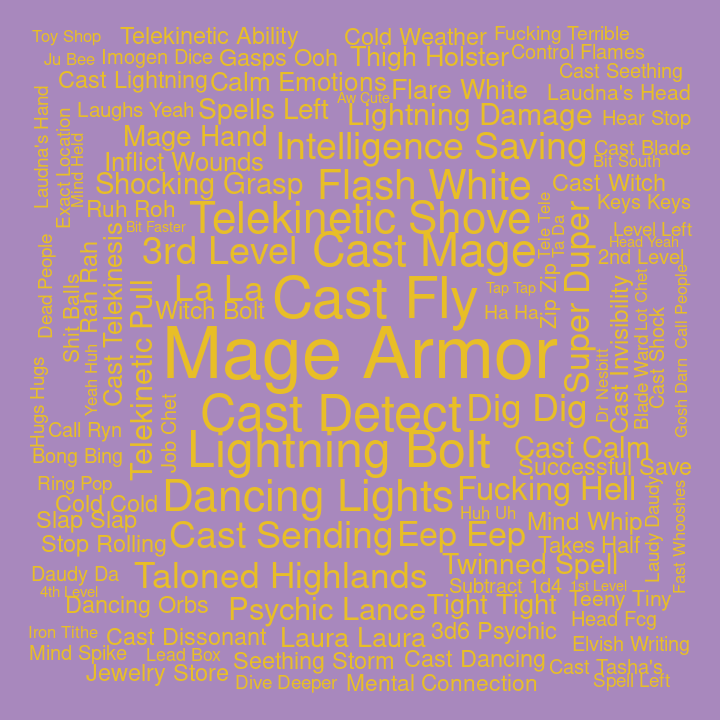 Toy Shop
Telekinetic Ability
Cold Weather
Fucking Terrible
Ju Bee
Imogen Dice
Gasps Ooh
Thigh Holster
Control Flames
Cast Lightning
Calm Emotions
Flare White
Cast Seething
Laudna's Hand
Laughs Yeah
Spells Left
Aw Cute
Lightning Damage
Laudna's Head
Hear Stop
Exact Location
Mind Held
Mage Hand
Intelligence Saving
Cast Blade
Bit South
Inflict Wounds
Shocking Grasp
Flash White
Cast Witch
Keys Keys
Ruh Roh
Bit Faster
Telekinetic Shove
Tele Tele
Ta Da
Level Left
Head Yeah
Dead People
Shit Balls
Rah Rah
Cast Telekinesis
3rd Level
Cast Mage
Super Duper
2nd Level
La La
Witch Bolt
Cast Fly
Tap Tap
Ha Ha
Zip Zip
Cast Invisibility
Lot Chet
Blade Ward
Cast Shock
Call People
Telekinetic Pull
Mage Armor
Yeah Huh
Hugs Hugs
Dr Nesbitt
Gosh Darn
Job Chet
Cast Detect
Dig Dig
Call Ryn
Lightning Bolt
Cast Calm
Bong Bing
Successful Save
Ring Pop
Dancing Lights
Fucking Hell
Cold Cold
Slap Slap
Huh Uh
Mind Whip
Laudy Daudy
Fast Whooshes
Stop Rolling
Cast Sending
Eep Eep
Takes Half
Daudy Da
Taloned Highlands
Twinned Spell
4th Level
Subtract 1d4
1st Level
Dancing Orbs
Psychic Lance
Tight Tight
Teeny Tiny
Head Fcg
Iron Tithe
Cast Dissonant
Laura Laura
3d6 Psychic
Elvish Writing
Mind Spike
Lead Box
Seething Storm
Cast Dancing
Cast Tasha's
Jewelry Store
Dive Deeper
Mental Connection
Spell Left